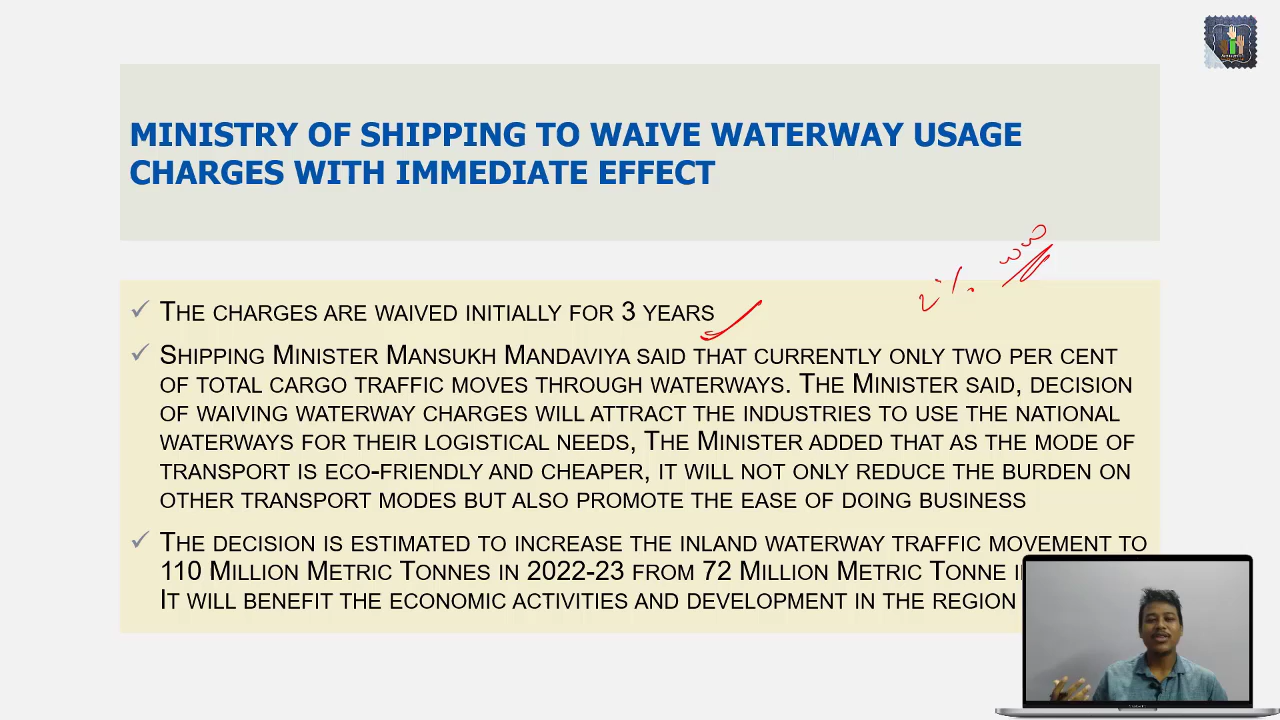 MINISTRY OF SHIPPING TO WAIVE WATERWAY USAGE
CHARGES WITH IMMEDIATE EFFECT
2% WW
THE CHARGES ARE WAIVED INITIALLY FOR 3 YEARS
SHIPPING MINISTER MANSUKH MANDAVIYA SAID THAT CURRENTLY ONLY TWO PER CENT
OF TOTAL CARGO TRAFFIC MOVES THROUGH WATERWAYS. THE MINISTER SAID, DECISION
OF WAIVING WATERWAY CHARGES WILL ATTRACT THE INDUSTRIES TO USE THE NATIONAL
WATERWAYS FOR THEIR LOGISTICAL NEEDS, THE MINISTER ADDED THAT AS THE MODE OF
TRANSPORT IS ECO-FRIENDLY AND CHEAPER, IT WILL NOT ONLY REDUCE THE BURDEN ON
OTHER TRANSPORT MODES BUT ALSO PROMOTE THE EASE OF DOING BUSINESS
THE DECISION IS ESTIMATED TO INCREASE THE INLAND WATERWAY TRAFFIC MOVEMENT TO
110 MILLION METRIC TONNES IN 2022-23 FROM 72 MILLION METRIC TONNE
IT WILL BENEFIT THE ECONOMIC ACTIVITIES AND DEVELOPMENT IN THE REGION